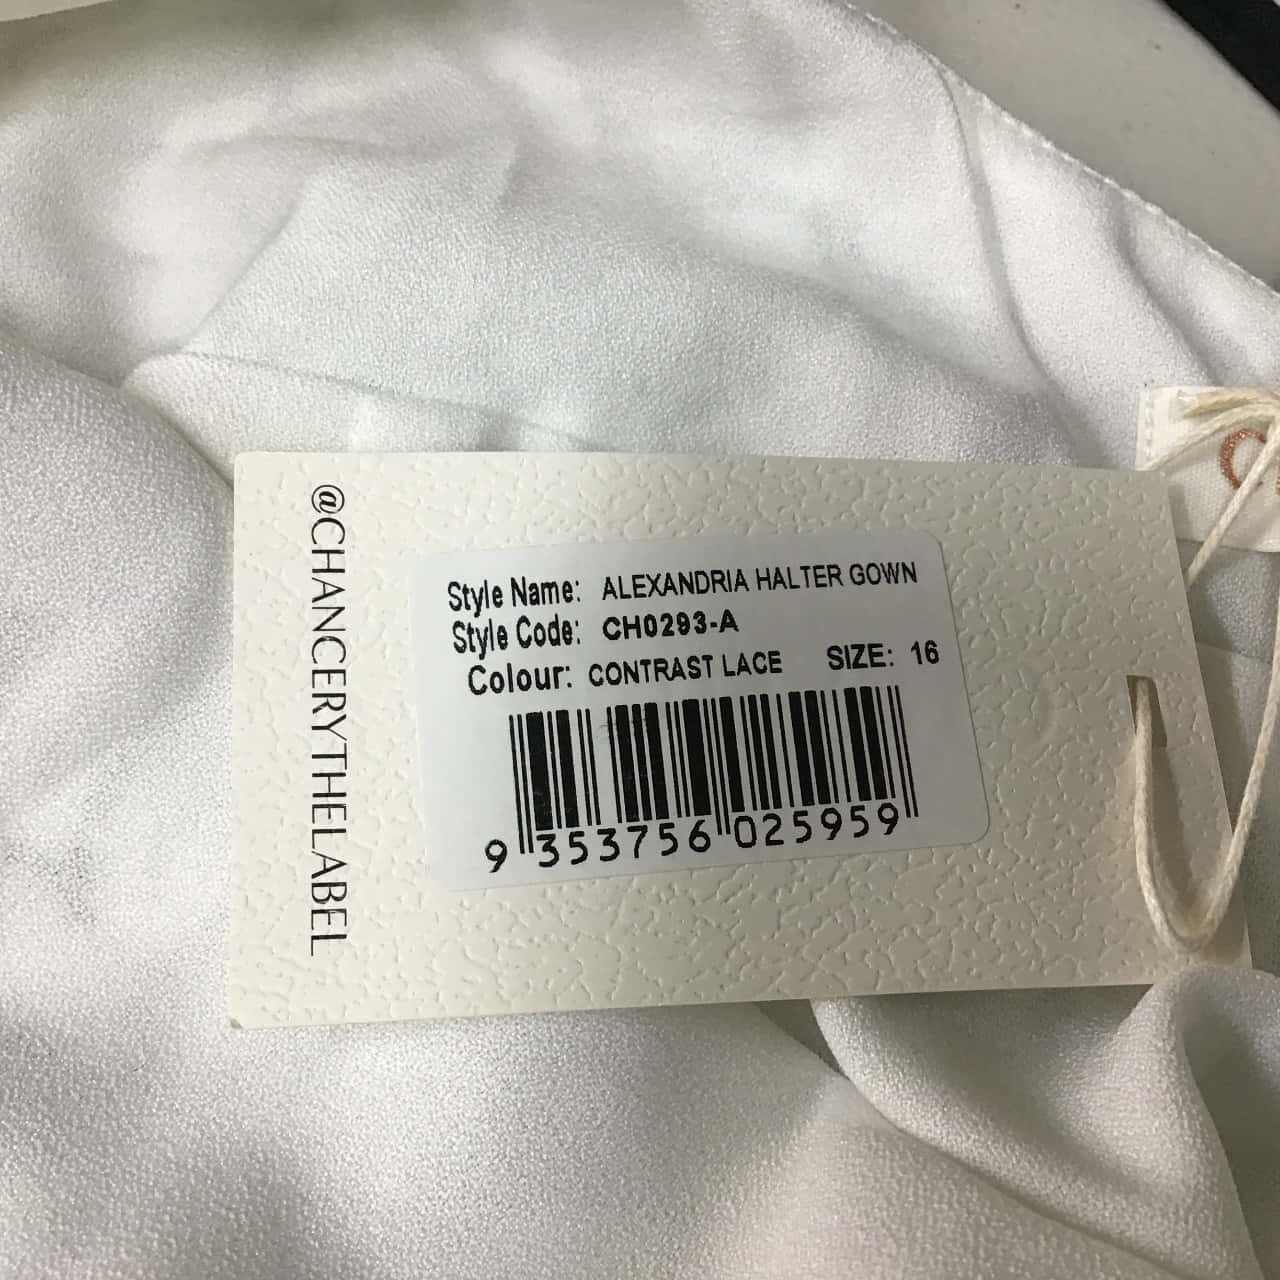 @CHANCERYTHELABEL
Style Name: ALEXANDRIA HALTER GOWN
Style Code: CH0293-A
Colour: CONTRAST LACE SIZE: 16
9 353756 025959